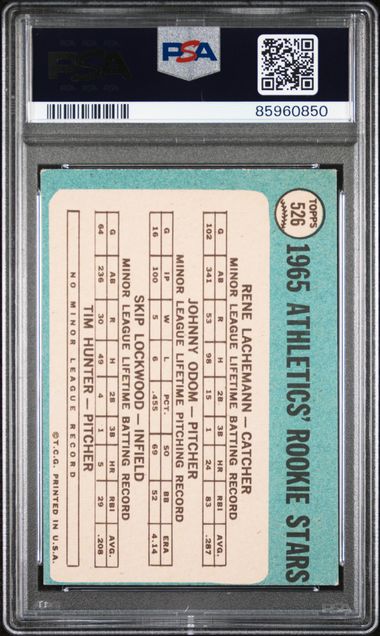 PSA
PSA
85960850
TOPPS
526
1965 ATHLETICS' ROOKIE STARS
RENE LACHEMANN—CATCHER
MINOR LEAGUE LIFETIME BATTING RECORD
G AB R H 2B 3B HR RBI AVG.
102 341 53 98 15 1 24 83 .287
JOHNNY ODOM—PITCHER
MINOR LEAGUE LIFETIME PITCHING RECORD
G IP W L PCT. SO BB ERA
16 100 5 6 .455 69 52 4.14
SKIP LOCKWOOD—INFIELD
MINOR LEAGUE LIFETIME BATTING RECORD
G AB R H 2B 3B HR RBI AVG.
64 236 30 49 4 1 5 29 .208
TIM HUNTER—PITCHER
NO MINOR LEAGUE RECORD
©T.C.G. PRINTED IN U.S.A.